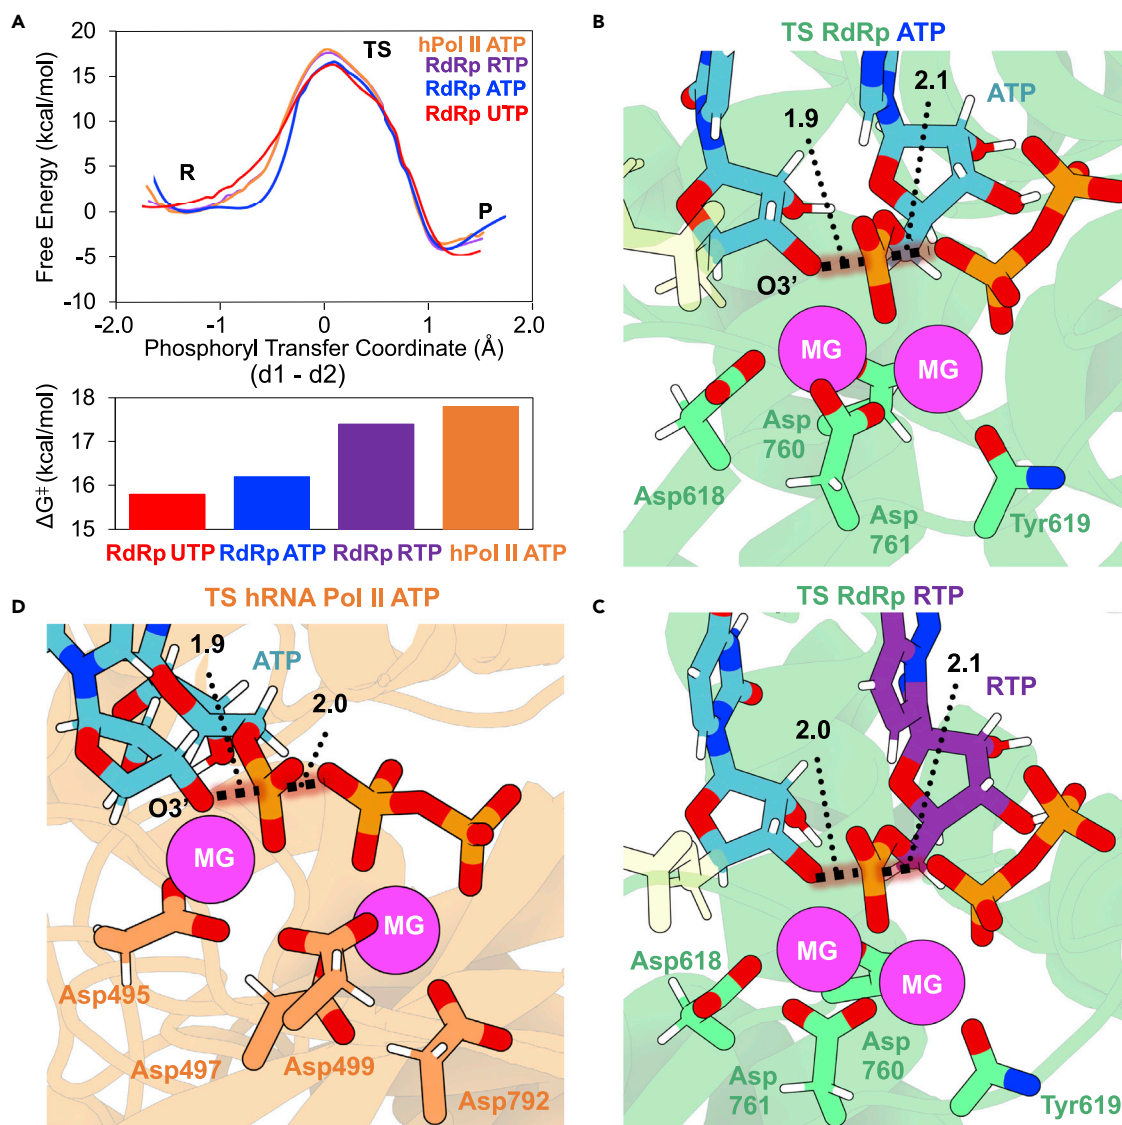 A
20
15
10
5
0
-5
-10
Free Energy (kcal/mol)
R
TS
P
hPol II ATP
RdRp RTP
RdRp ATP
RdRp UTP
-2.0
-1
0
1
2.0
Phosphoryl Transfer Coordinate (Å)
(d1 - d2)
18
17
16
15
ΔG‡ (kcal/mol)
RdRp UTP
RdRp ATP
RdRp RTP
hPol II ATP
B
TS RdRp ATP
2.1
1.9
ATP
O3'
MG
MG
Asp
760
Asp618
Asp
761
Tyr619
D
TS hRNA Pol II ATP
1.9
ATP
2.0
O3'
MG
MG
Asp495
Asp497
Asp499
Asp792
C
TS RdRp RTP
2.1
RTP
2.0
MG
MG
Asp618
Asp
760
Asp
761
Tyr619